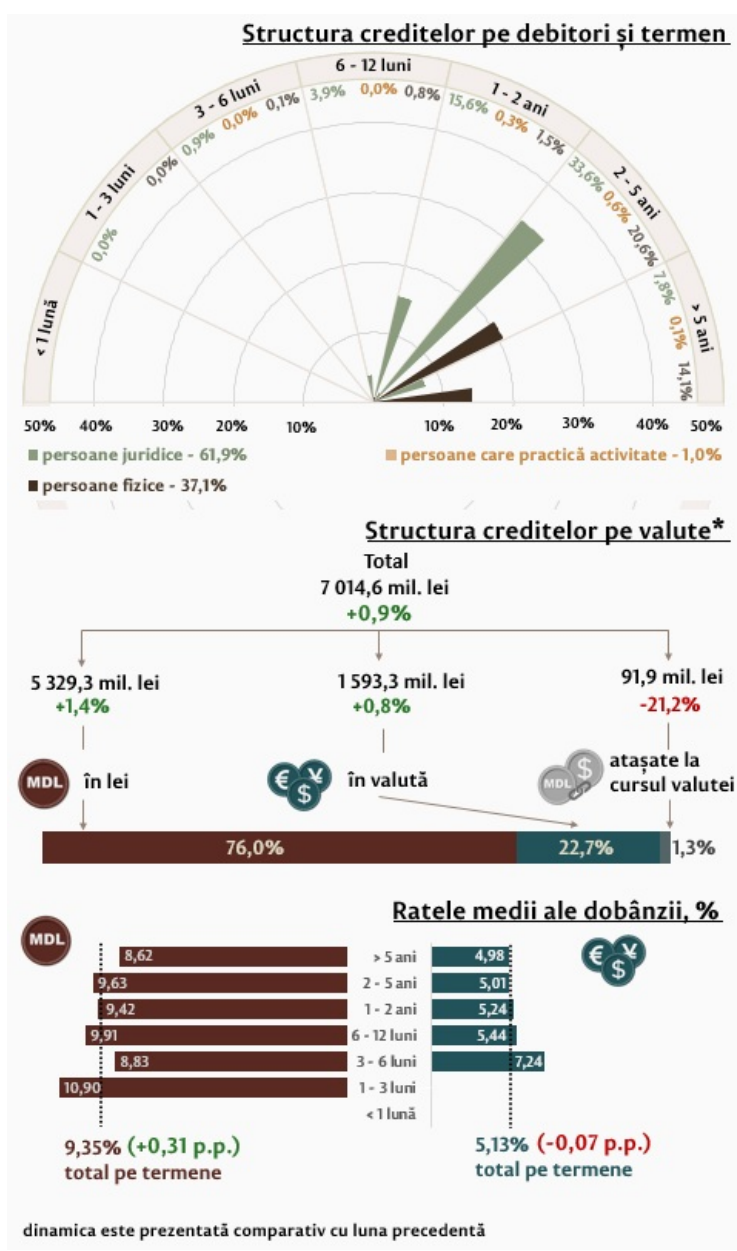 Structura creditelor pe debitori și termen
< 1 lună
1 - 3 luni
3 - 6 luni
6 - 12 luni
1 - 2 ani
2 - 5 ani
> 5 ani
0,0%
0,0% 0,9% 0,0% 0,1%
3,9% 0,0% 0,8%
15,6% 0,3% 1,5%
33,6% 0,6% 20,6%
7,8% 0,1% 14,1%
50% 40% 30% 20% 10% 10% 20% 30% 40% 50%
persoane juridice - 61,9%
persoane care practică activitate - 1,0%
persoane fizice - 37,1%
Structura creditelor pe valute*
Total
7 014,6 mil. lei
+0,9%
5 329,3 mil. lei
+1,4%
1 593,3 mil. lei
+0,8%
91,9 mil. lei
-21,2%
MDL în lei
€ ¥ $ în valută
MDL $ atașate la
cursul valutei
76,0% 22,7% 1,3%
Ratele medii ale dobânzii, %
MDL
€ ¥ $
8,62 > 5 ani 4,98
9,63 2 - 5 ani 5,01
9,42 1 - 2 ani 5,24
9,91 6 - 12 luni 5,44
8,83 3 - 6 luni 7,24
10,90 1 - 3 luni
< 1 lună
9,35% (+0,31 p.p.)
total pe termene
5,13% (-0,07 p.p.)
total pe termene
dinamica este prezentată comparativ cu luna precedentă